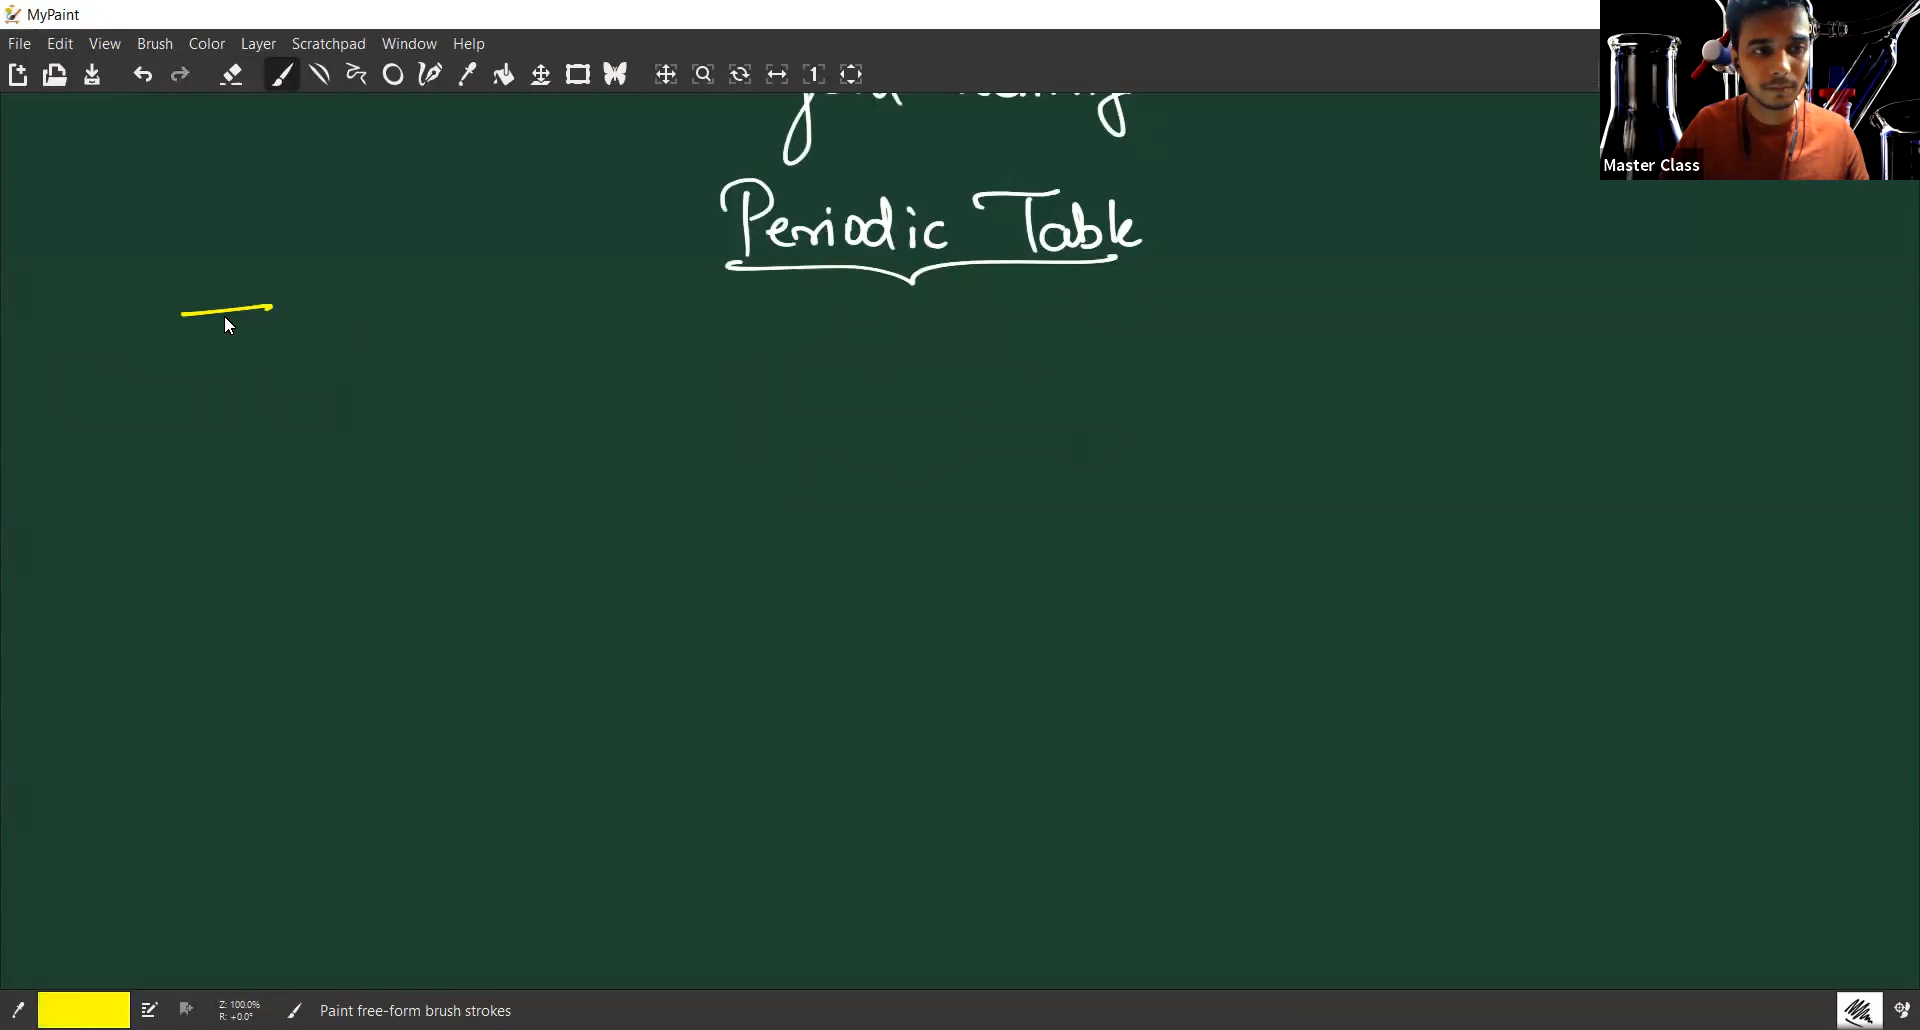 MyPaint
File Edit View Brush Color Layer Scratchpad Window Help
1
Master Class
Periodic Table
Z: 100.0%
R: +0.0°
Paint free-form brush strokes